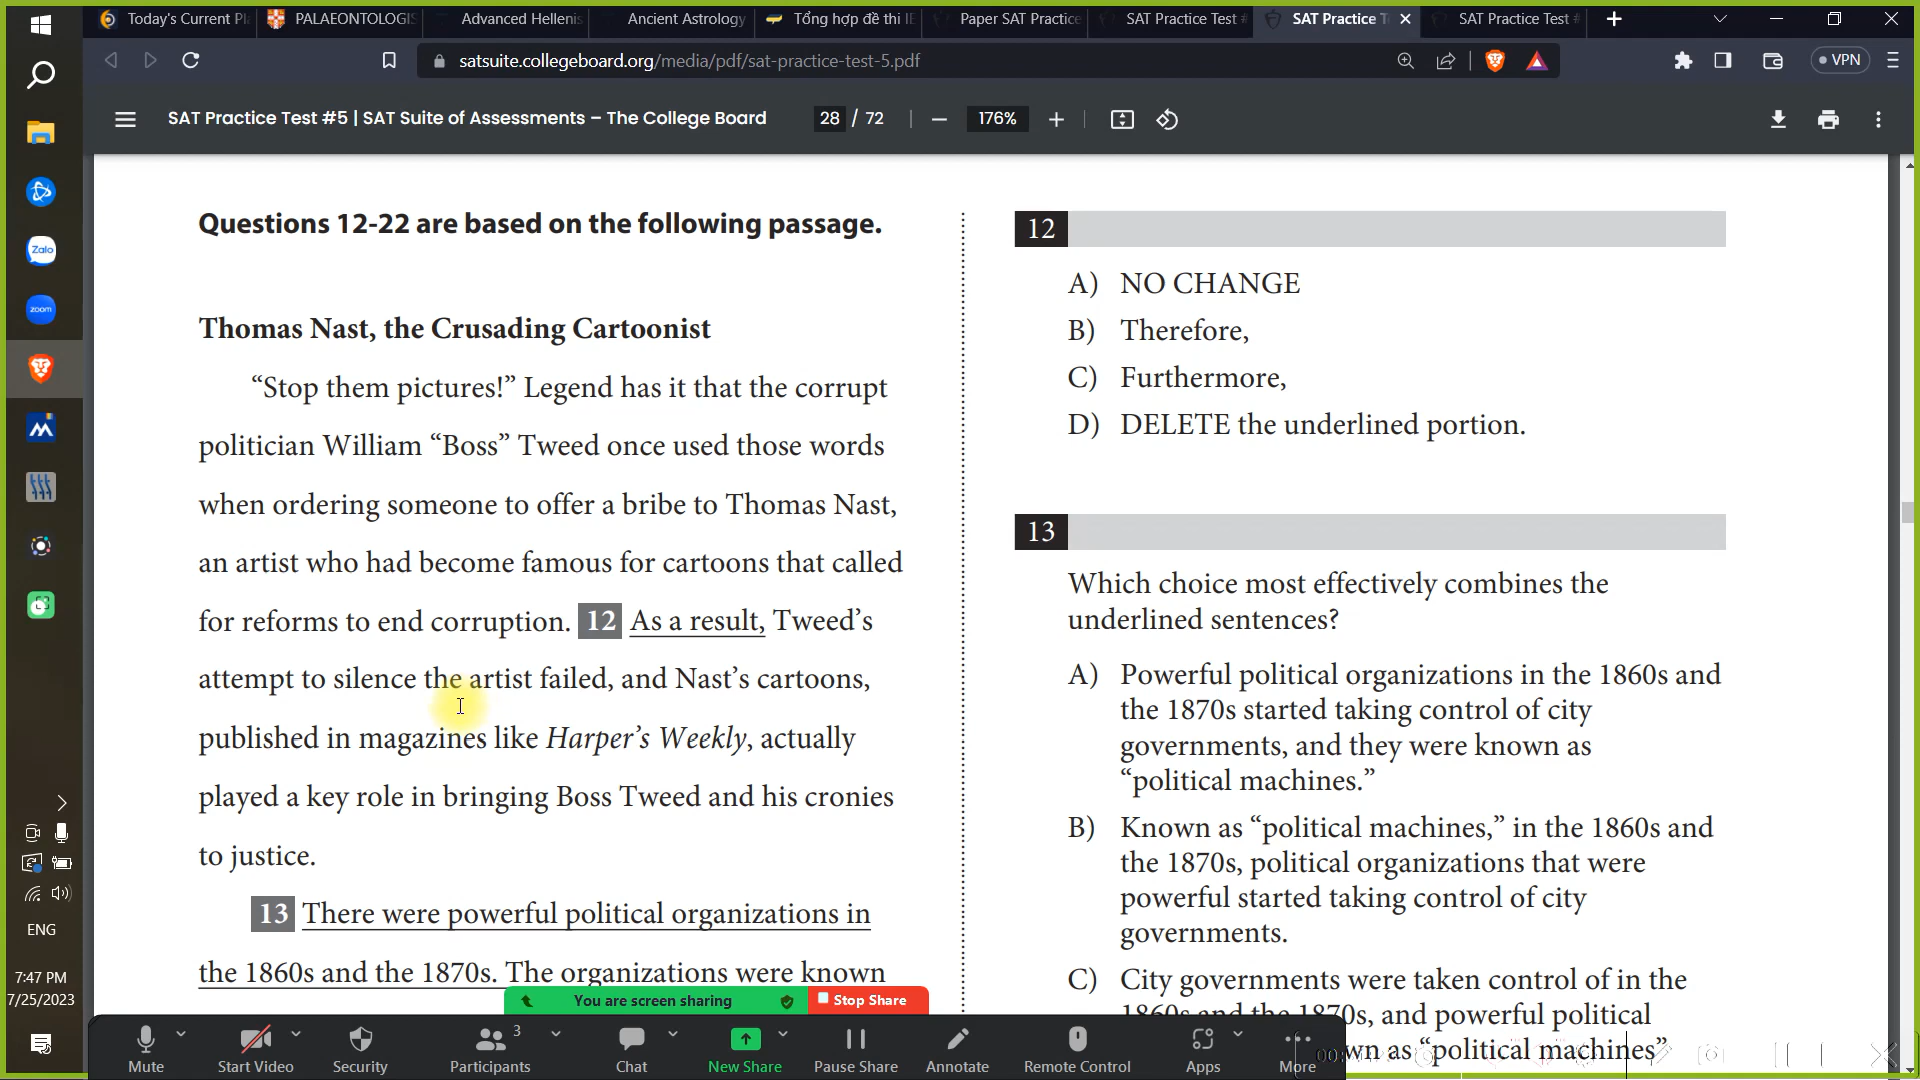 Today's Current Pl
PALAEONTOLOGIS
Advanced Hellenis
Ancient Astrology
Tổng hợp đề thi IE
Paper SAT Practice
SAT Practice Test #
SAT Practice T
SAT Practice Test #
satsuite.collegeboard.org/media/pdf/sat-practice-test-5.pdf
VPN
SAT Practice Test #5 | SAT Suite of Assessments – The College Board
28 / 72
176%
Questions 12-22 are based on the following passage.
Thomas Nast, the Crusading Cartoonist
“Stop them pictures!” Legend has it that the corrupt
politician William “Boss” Tweed once used those words
when ordering someone to offer a bribe to Thomas Nast,
an artist who had become famous for cartoons that called
for reforms to end corruption. 12 As a result, Tweed’s
attempt to silence the artist failed, and Nast’s cartoons,
published in magazines like Harper’s Weekly, actually
played a key role in bringing Boss Tweed and his cronies
to justice.
13 There were powerful political organizations in
the 1860s and the 1870s. The organizations were known
12
A) NO CHANGE
B) Therefore,
C) Furthermore,
D) DELETE the underlined portion.
13
Which choice most effectively combines the
underlined sentences?
A) Powerful political organizations in the 1860s and
the 1870s started taking control of city
governments, and they were known as
“political machines.”
B) Known as “political machines,” in the 1860s and
the 1870s, political organizations that were
powerful started taking control of city
governments.
C) City governments were taken control of in the
1860s and the 1870s, and powerful political
wn as “political machines”
Zalo
zoom
ENG
7:47 PM
7/25/2023
You are screen sharing
Stop Share
Mute
Start Video
Security
3
Participants
Chat
New Share
Pause Share
Annotate
Remote Control
Apps
More